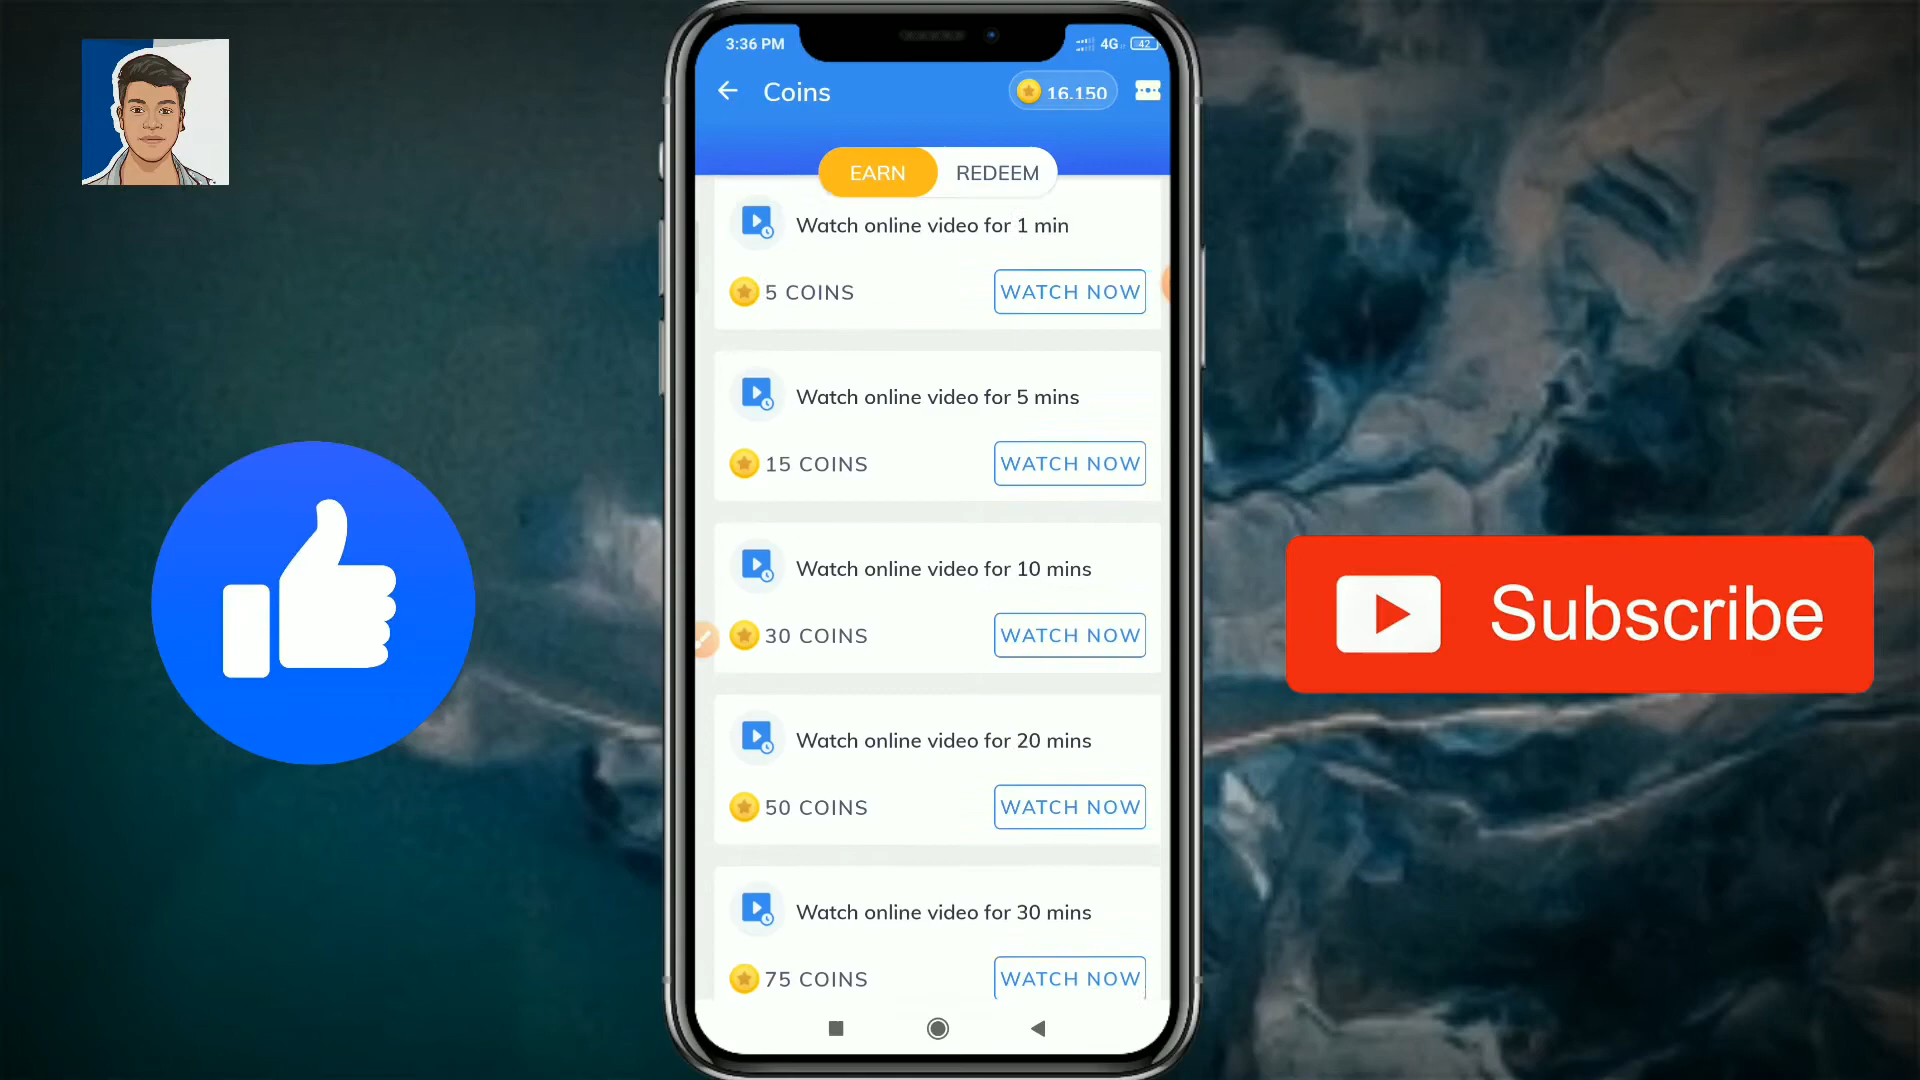 3:36 PM
4G
42
Coins
16.150
EARN
REDEEM
Watch online video for 1 min
5 COINS
WATCH NOW
Watch online video for 5 mins
15 COINS
WATCH NOW
Watch online video for 10 mins
30 COINS
WATCH NOW
Watch online video for 20 mins
50 COINS
WATCH NOW
Watch online video for 30 mins
75 COINS
WATCH NOW
Subscribe